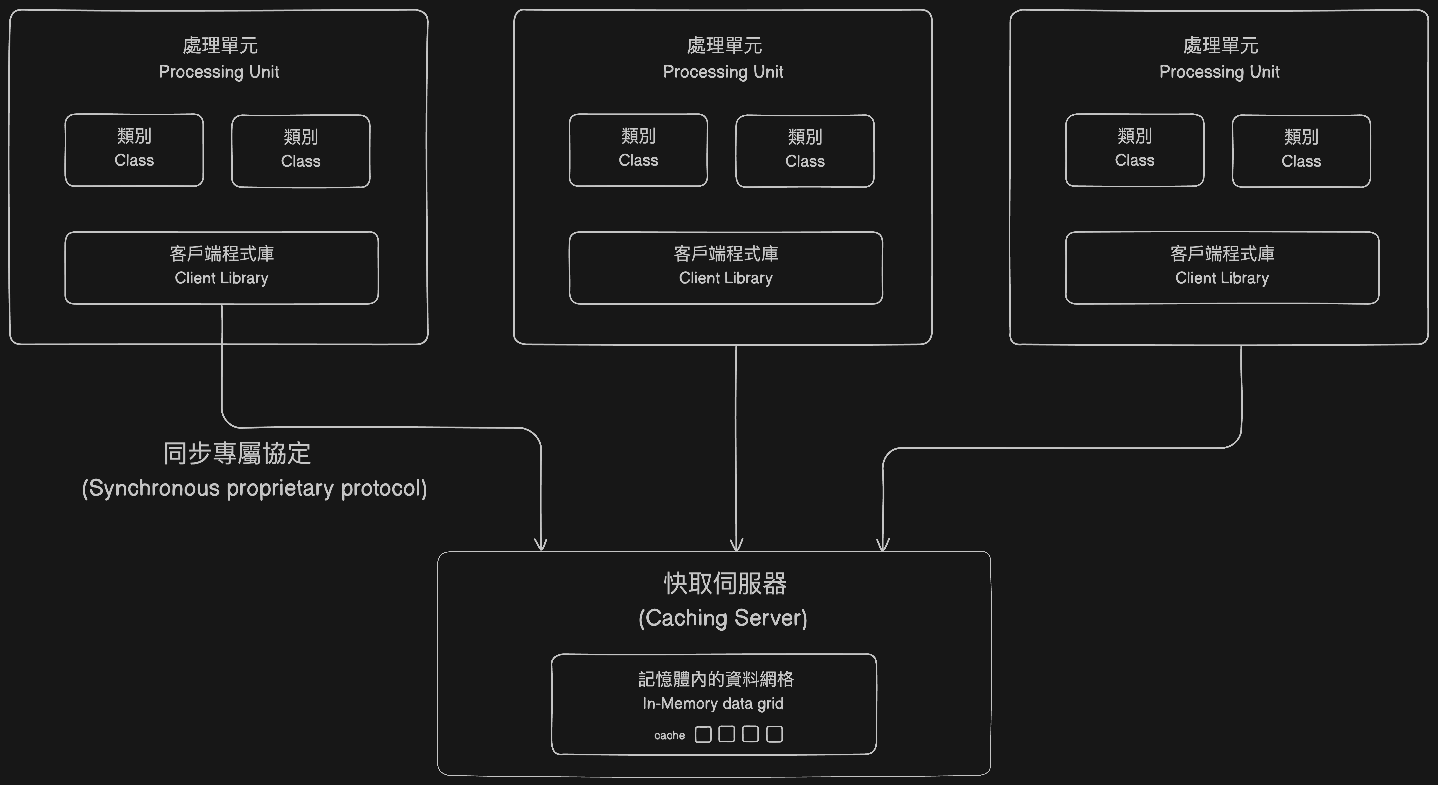 處理單元
Processing Unit
類別
Class
類別
Class
客戶端程式庫
Client Library
處理單元
Processing Unit
類別
Class
類別
Class
客戶端程式庫
Client Library
處理單元
Processing Unit
類別
Class
類別
Class
客戶端程式庫
Client Library
同步專屬協定
(Synchronous proprietary protocol)
快取伺服器
(Caching Server)
記憶體內的資料網格
In-Memory data grid
cache